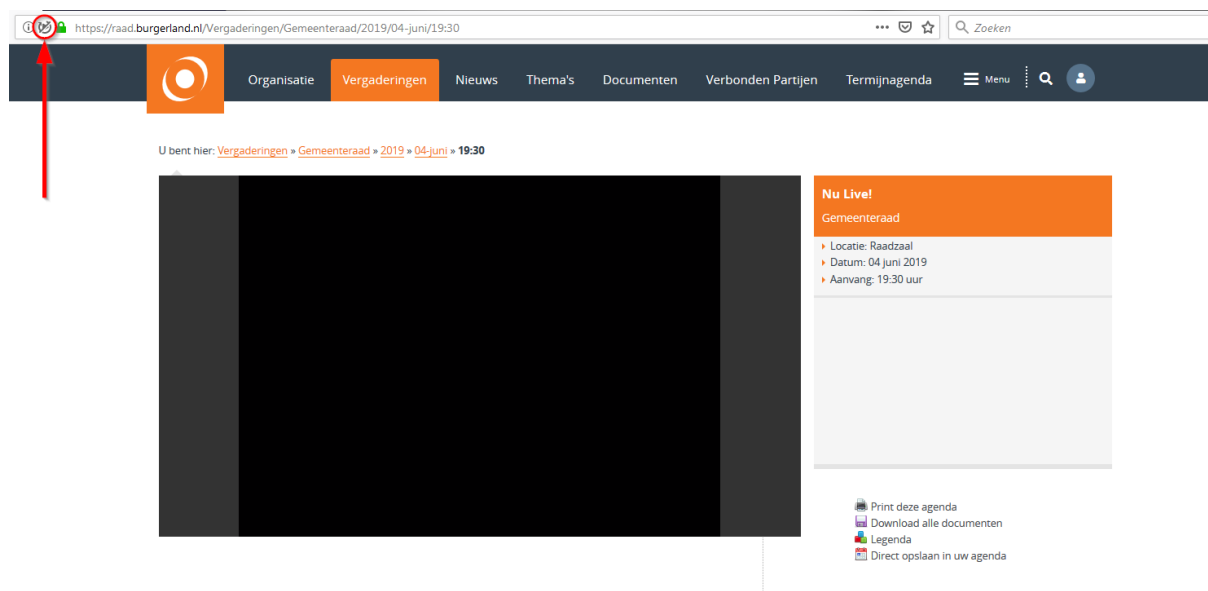 https://raad.burgerland.nl/Vergaderingen/Gemeenteraad/2019/04-juni/19:30
Zoeken
Organisatie Vergaderingen Nieuws Thema's Documenten Verbonden Partijen Termijnagenda Menu
U bent hier: Vergaderingen » Gemeenteraad » 2019 » 04-juni » 19:30
Nu Live!
Gemeenteraad
Locatie: Raadzaal
Datum: 04 juni 2019
Aanvang: 19:30 uur
Print deze agenda
Download alle documenten
Legenda
Direct opslaan in uw agenda